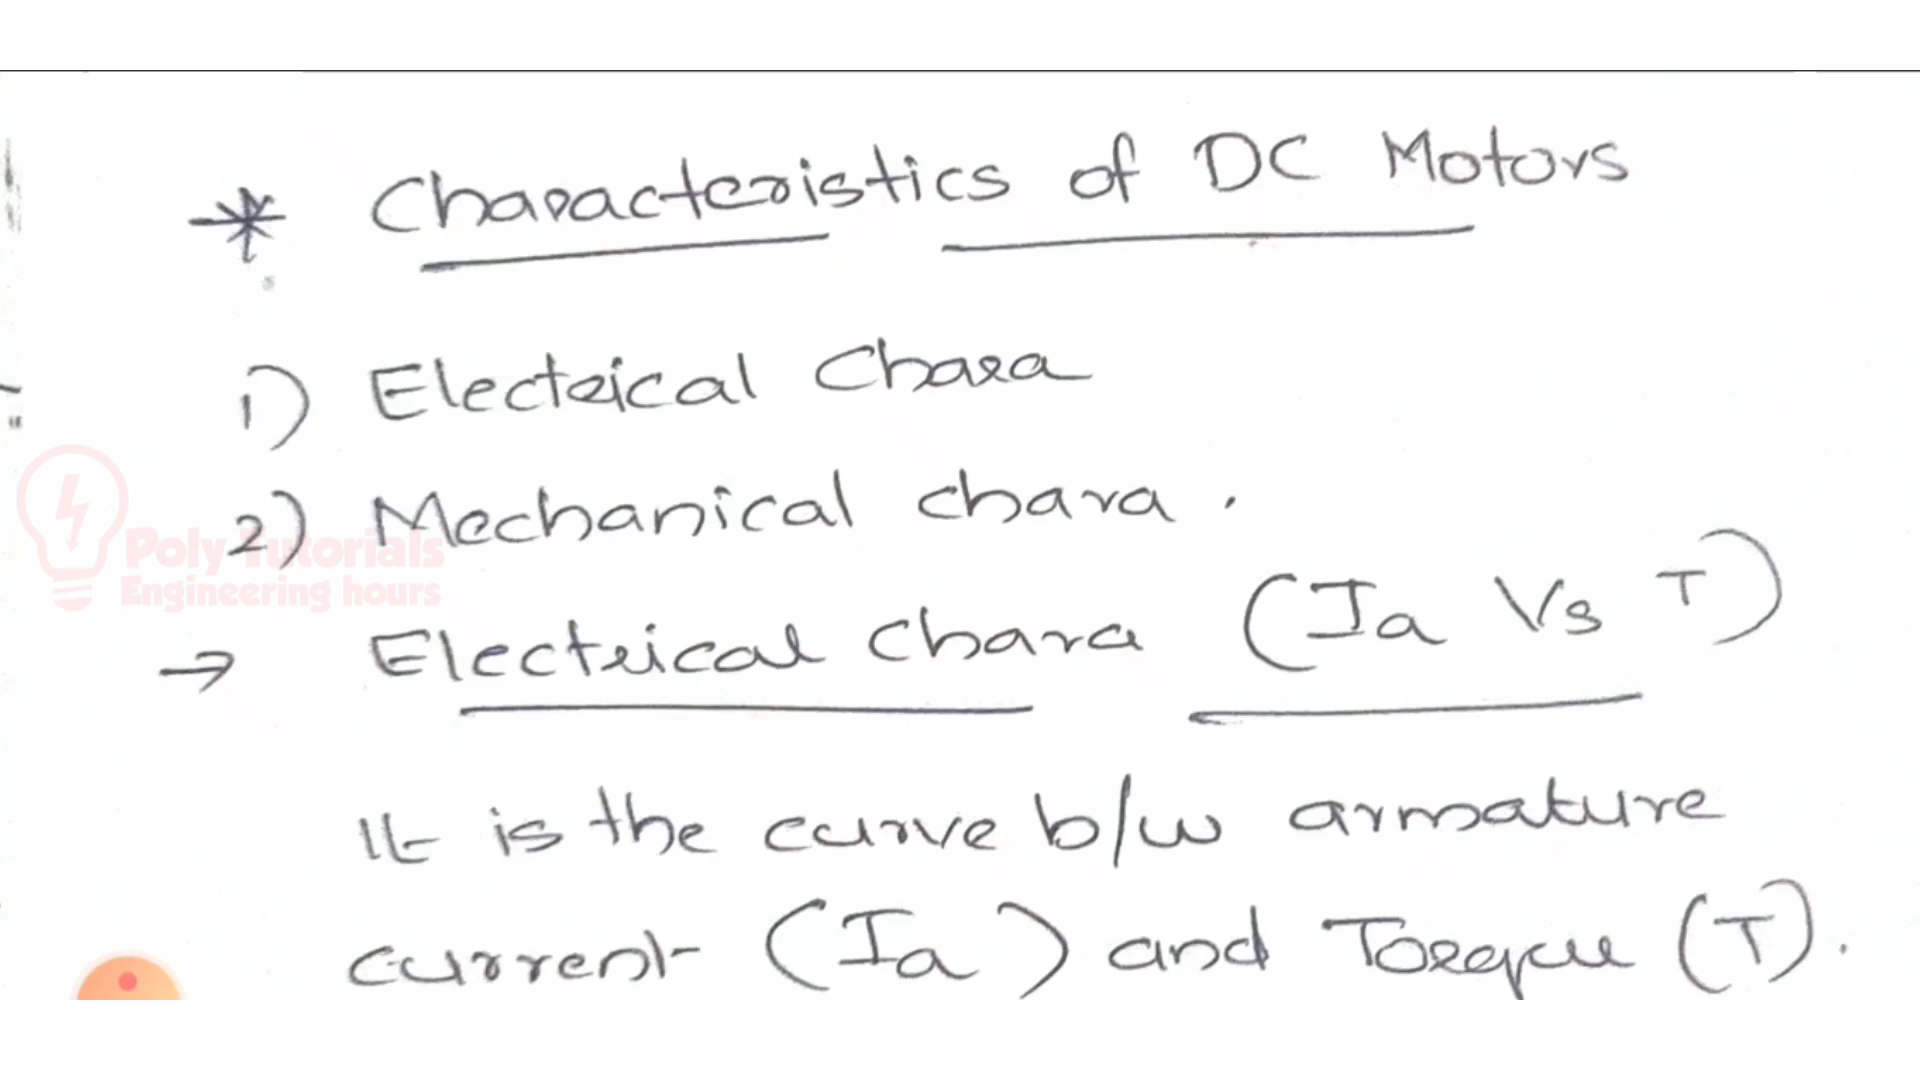 * Characteristics of DC Motors
1) Electrical Chara
2) Mechanical chara.
Poly Tutorials
Engineering hours
→ Electrical chara (Ia Vs T)
It is the curve b/w armature
current (Ia) and Torque (T).